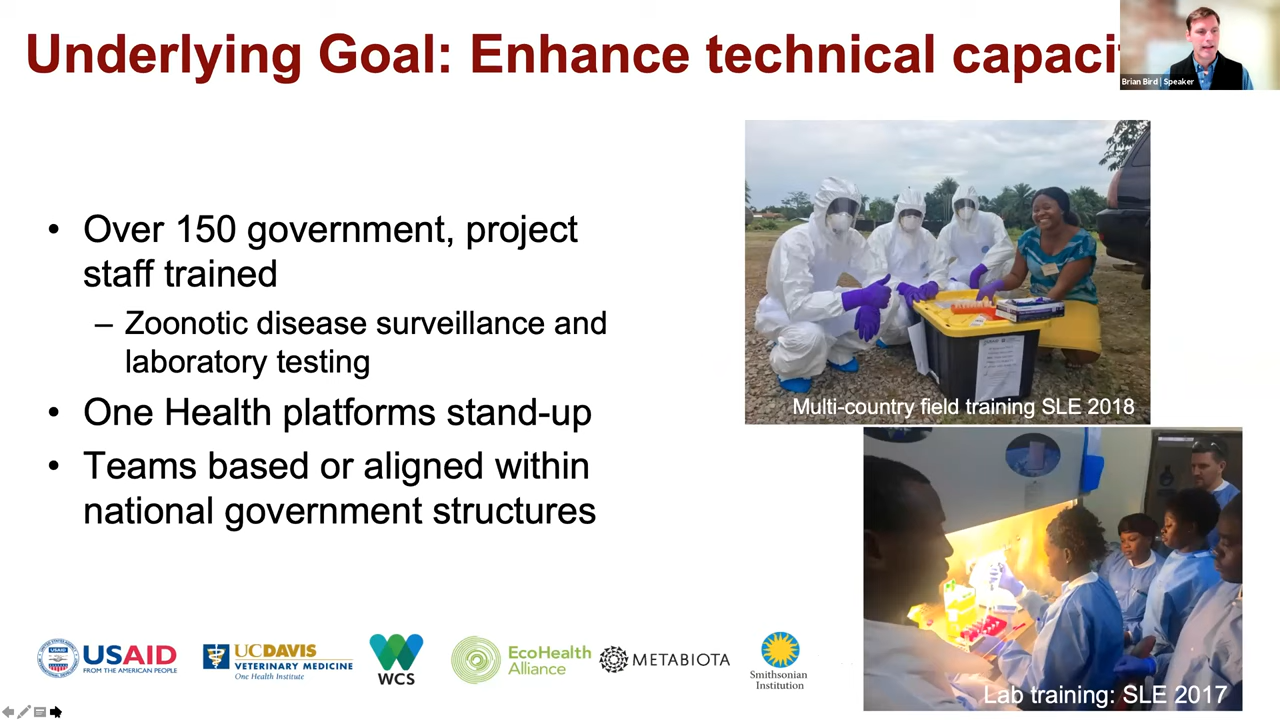 Underlying Goal: Enhance technical capaci
Brian Bird | Speaker
• Over 150 government, project
staff trained
– Zoonotic disease surveillance and
laboratory testing
• One Health platforms stand-up
• Teams based or aligned within
national government structures
Multi-country field training SLE 2018
Lab training: SLE 2017
USAID
FROM THE AMERICAN PEOPLE
UCDAVIS
VETERINARY MEDICINE
One Health Institute
WCS
EcoHealth
Alliance
METABIOTA
Smithsonian
Institution